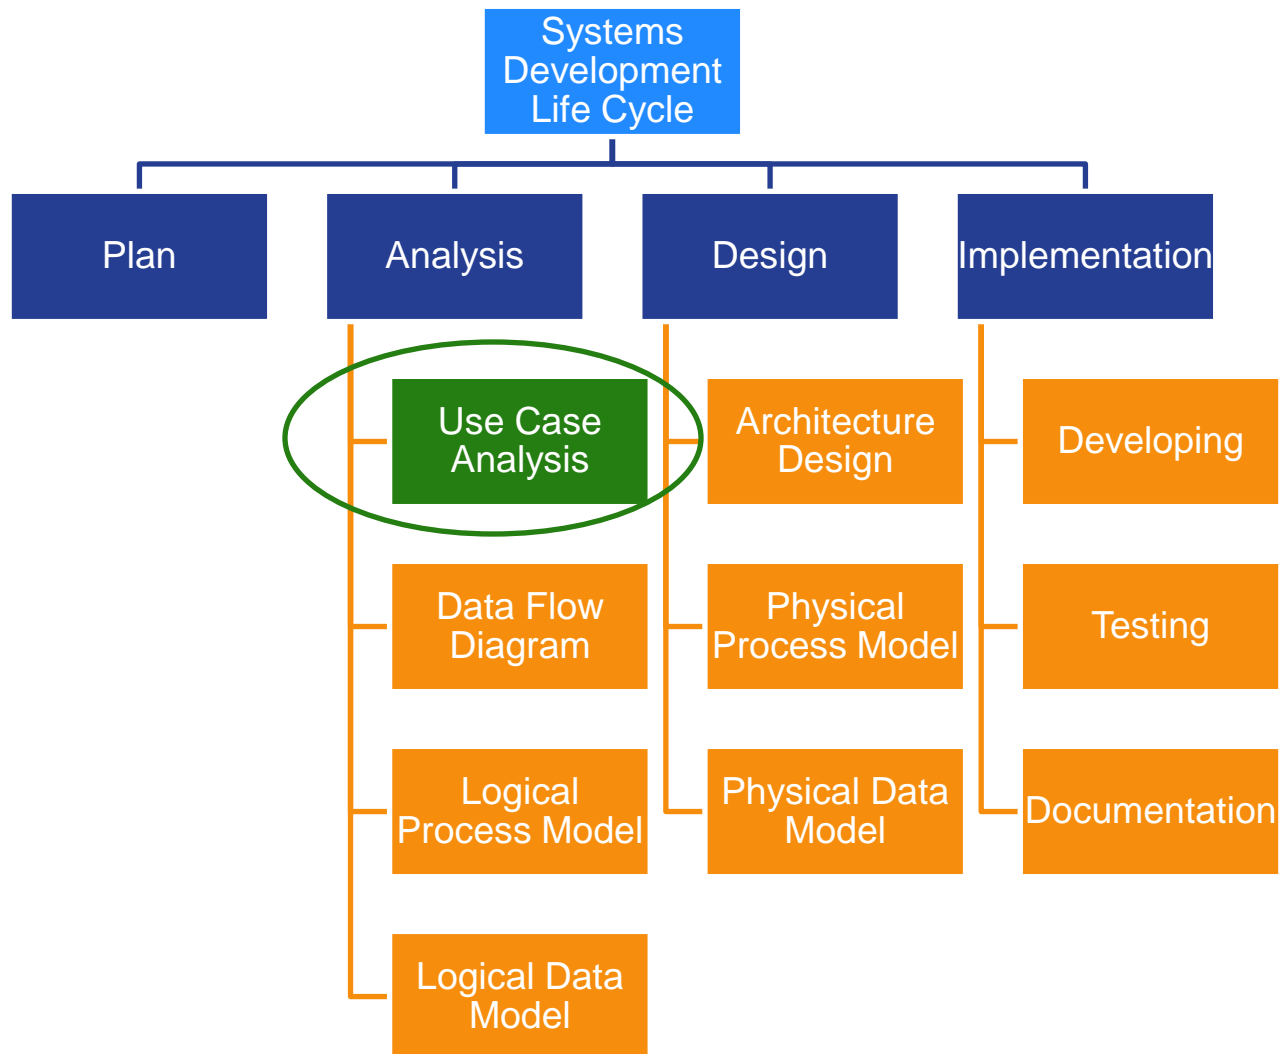 Systems
Development
Life Cycle
Plan
Analysis
Design
Implementation
Use Case
Analysis
Architecture
Design
Developing
Data Flow
Diagram
Physical
Process Model
Testing
Logical
Process Model
Physical Data
Model
Documentation
Logical Data
Model